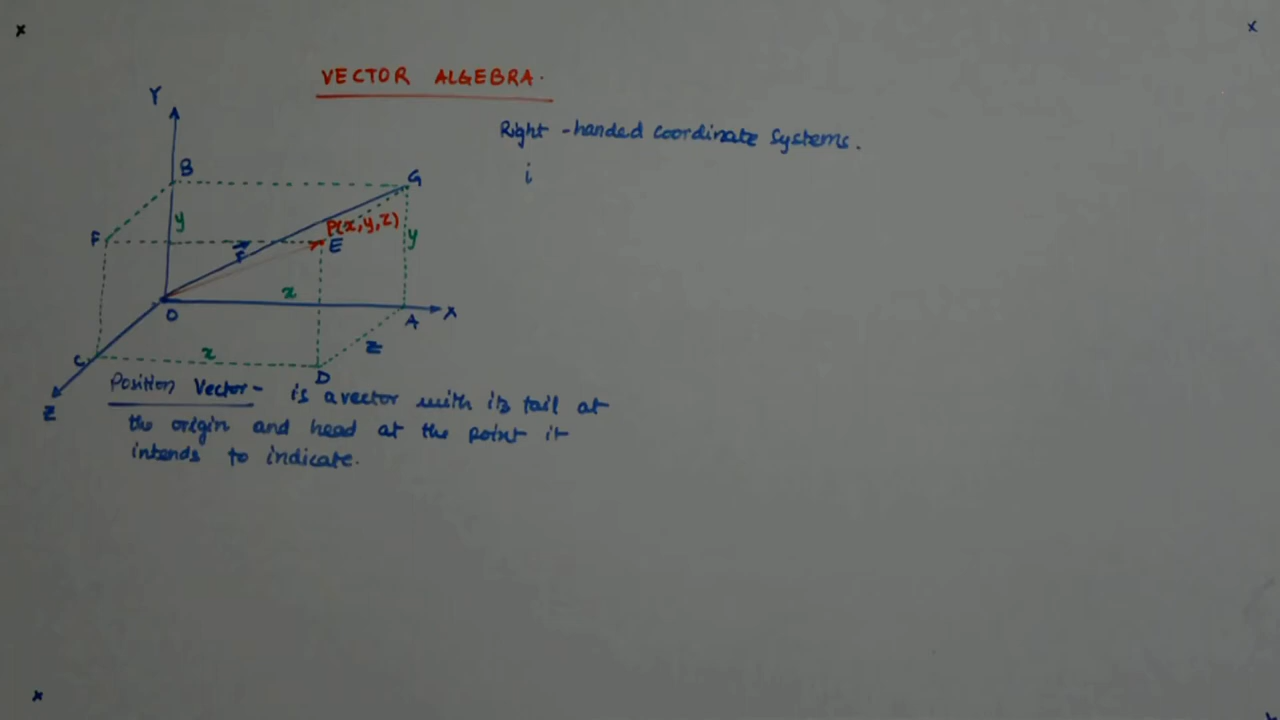 VECTOR ALGEBRA.
Right-handed coordinate systems.
i
Y
B
G
y
P(x,y,z)
F
E
y
r
x
O
A
X
z
C
x
D
Z
Position Vector - is a vector with its tail at
the origin and head at the point it
intends to indicate.